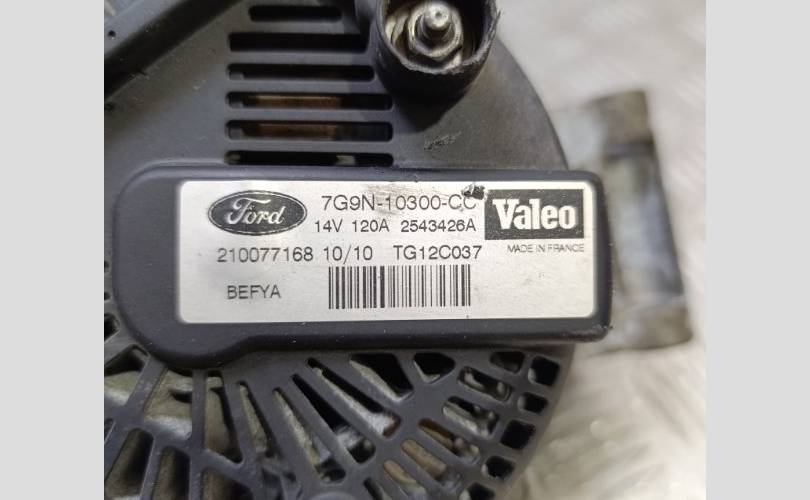 Ford
7G9N-10300-CC
14V 120A 2543426A
Valeo
MADE IN FRANCE
210077168 10/10 TG12C037
BEFYA